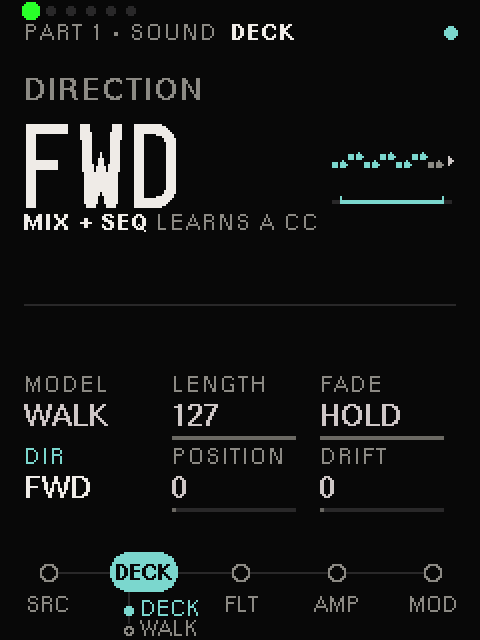 PART 1 · SOUND DECK
DIRECTION
FWD
MIX + SEQ LEARNS A CC
MODEL LENGTH FADE
WALK 127 HOLD
DIR POSITION DRIFT
FWD 0 0
DECK
SRC DECK FLT AMP MOD
WALK